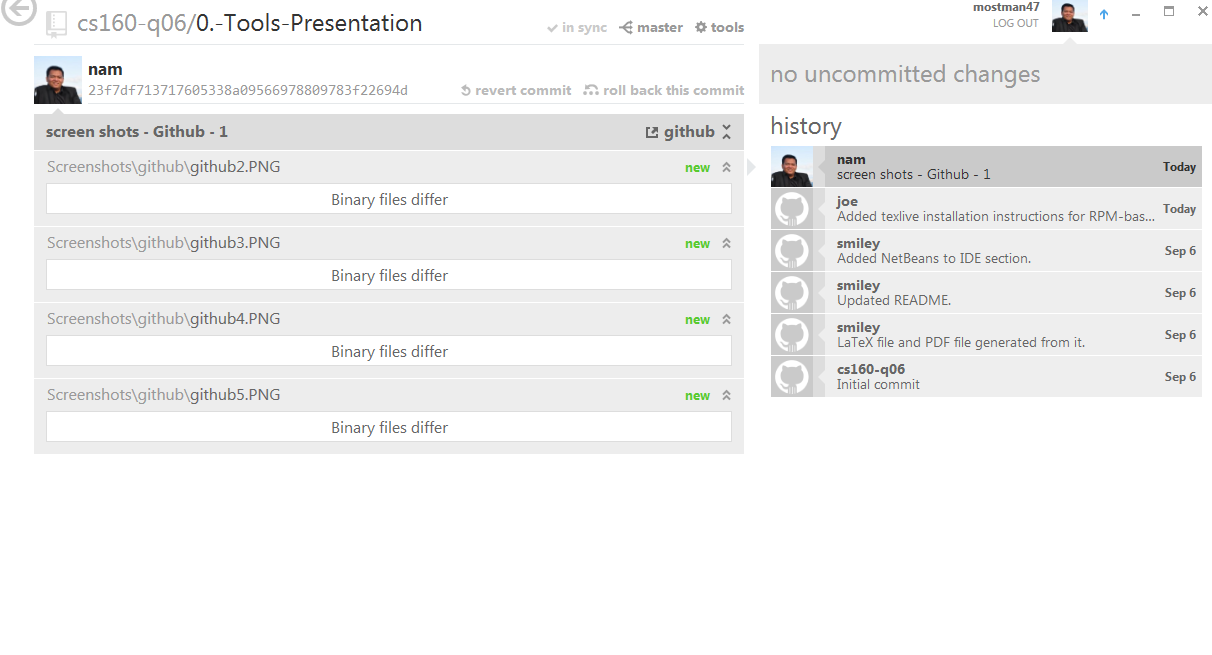 cs160-q06/0.-Tools-Presentation
in sync master tools
mostman47
LOG OUT
nam
23f7df713717605338a09566978809783f22694d revert commit roll back this commit
screen shots - Github - 1 github
Screenshots\github\github2.PNG new
Binary files differ
Screenshots\github\github3.PNG new
Binary files differ
Screenshots\github\github4.PNG new
Binary files differ
Screenshots\github\github5.PNG new
Binary files differ
no uncommitted changes
history
nam
screen shots - Github - 1 Today
joe
Added texlive installation instructions for RPM-bas... Today
smiley
Added NetBeans to IDE section. Sep 6
smiley
Updated README. Sep 6
smiley
LaTeX file and PDF file generated from it. Sep 6
cs160-q06
Initial commit Sep 6